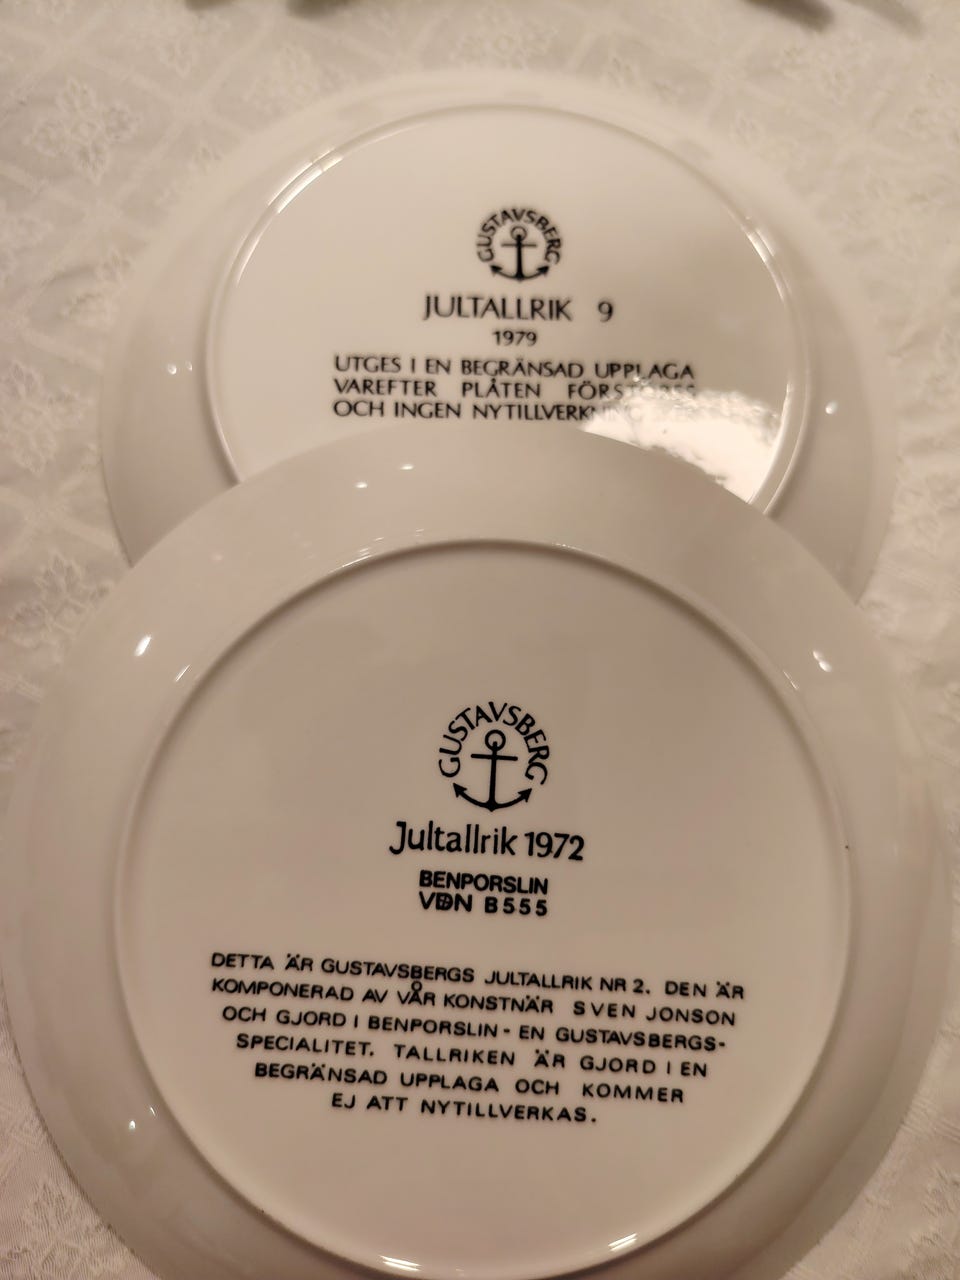 GUSTAVSBERG
JULTALLRIK 9
1979
UTGES I EN BEGRÄNSAD UPPLAGA
VAREFTER PLÅTEN FÖRSTÖRES
OCH INGEN NYTILLVERKNING
GUSTAVSBERG
Jultallrik 1972
BENPORSLIN
VDN B555
DETTA ÄR GUSTAVSBERGS JULTALLRIK NR 2. DEN ÄR
KOMPONERAD AV VÅR KONSTNÄR SVEN JONSON
OCH GJORD I BENPORSLIN - EN GUSTAVSBERGS-
SPECIALITET. TALLRIKEN ÄR GJORD I EN
BEGRÄNSAD UPPLAGA OCH KOMMER
EJ ATT NYTILLVERKAS.